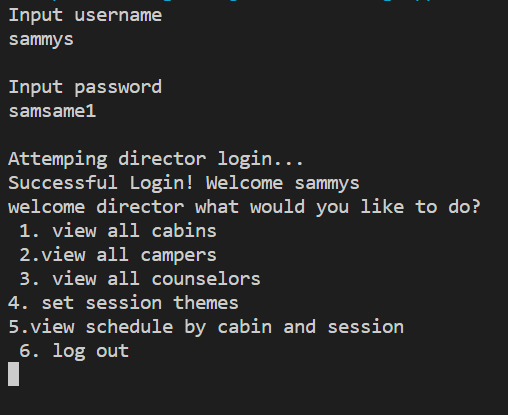 Input username
sammys
Input password
samsame1
Attemping director login...
Successful Login! Welcome sammys
welcome director what would you like to do?
1. view all cabins
2.view all campers
3. view all counselors
4. set session themes
5.view schedule by cabin and session
6. log out